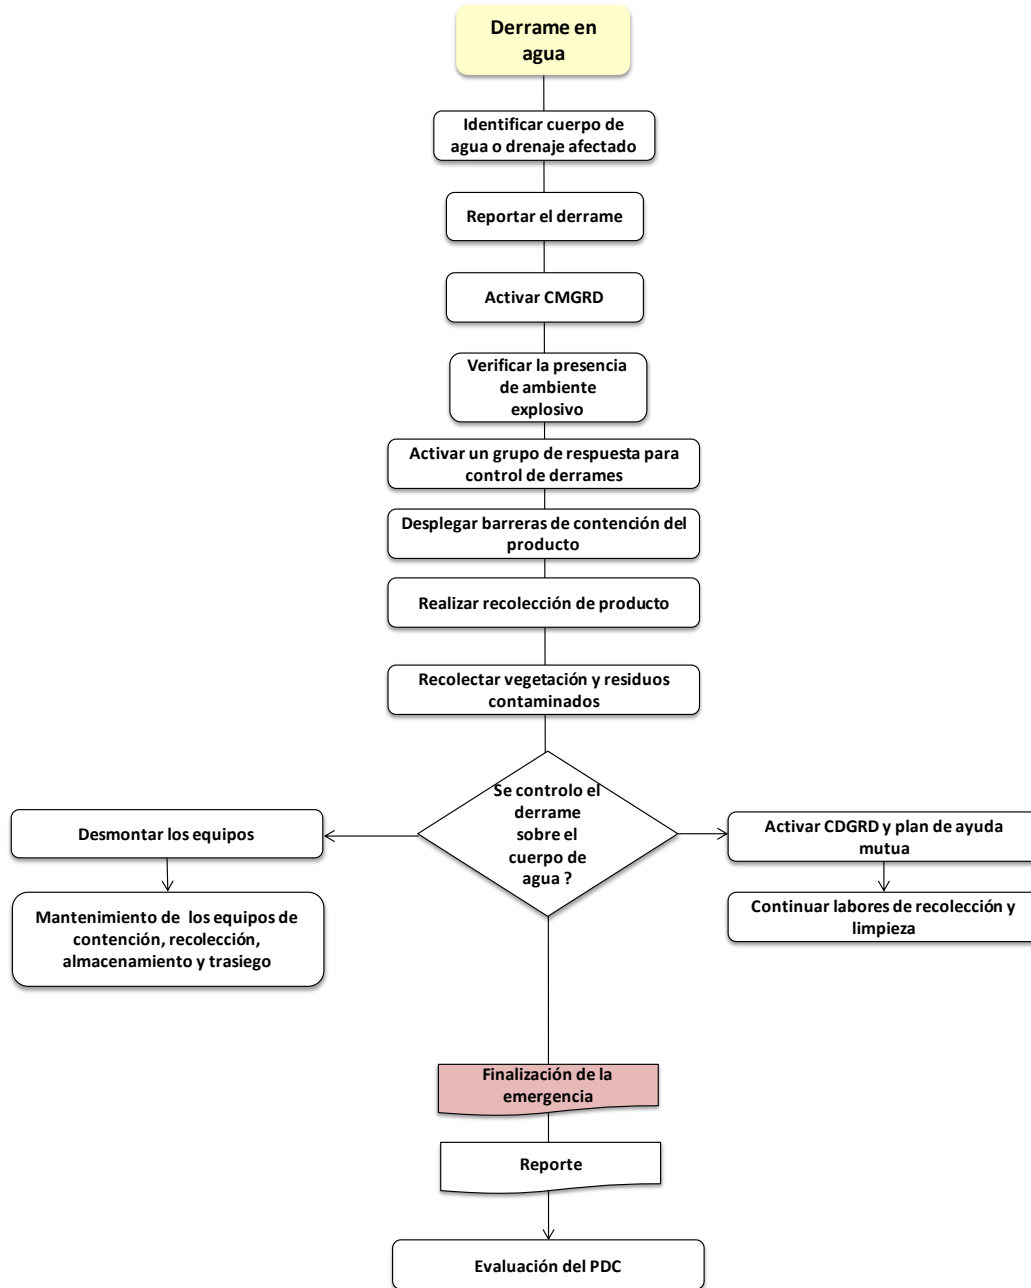 Derrame en
agua
Identificar cuerpo de
agua o drenaje afectado
Reportar el derrame
Activar CMGRD
Verificar la presencia
de ambiente
explosivo
Activar un grupo de respuesta para
control de derrames
Desplegar barreras de contención del
producto
Realizar recolección de producto
Recolectar vegetación y residuos
contaminados
Se controlo el
derrame
sobre el
cuerpo de
agua ?
Desmontar los equipos
Mantenimiento de los equipos de
contención, recolección,
almacenamiento y trasiego
Activar CDGRD y plan de ayuda
mutua
Continuar labores de recolección y
limpieza
Finalización de la
emergencia
Reporte
Evaluación del PDC